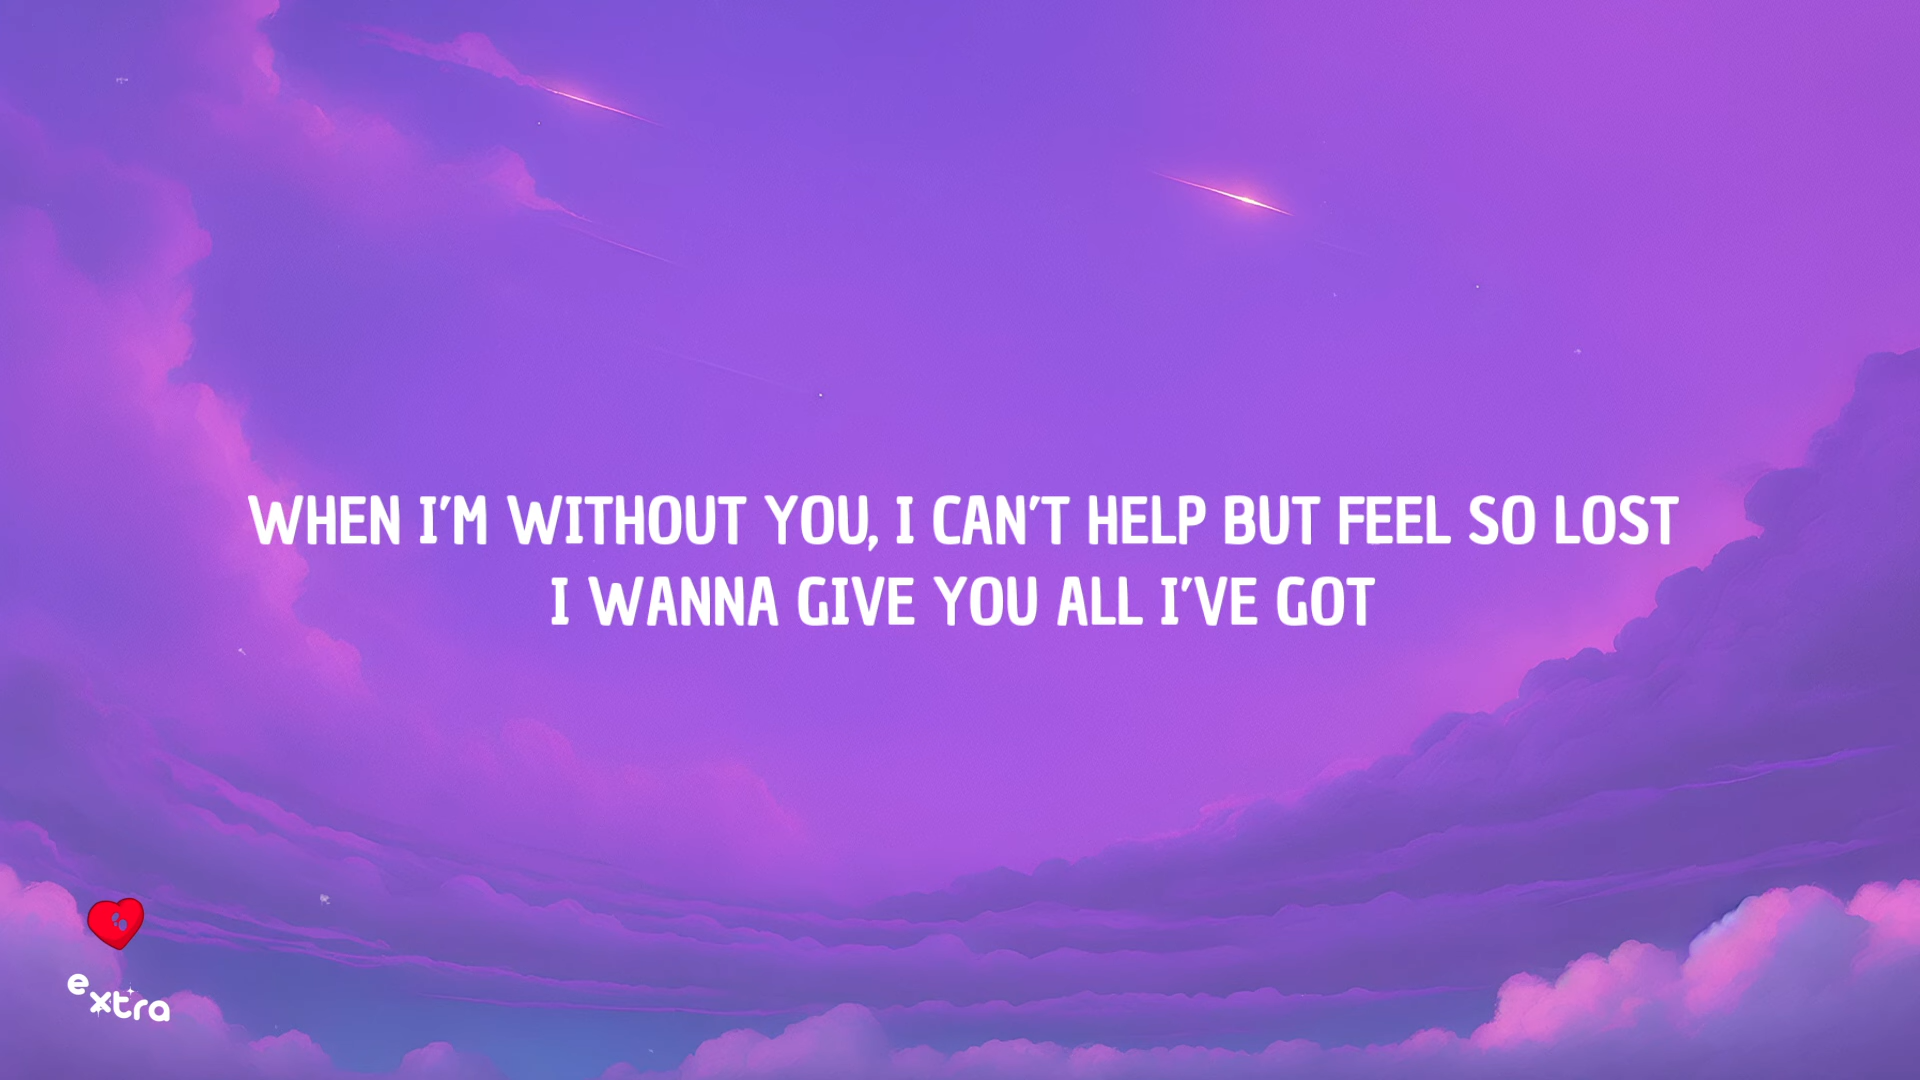 WHEN I'M WITHOUT YOU, I CAN'T HELP BUT FEEL SO LOST
I WANNA GIVE YOU ALL I'VE GOT
extra